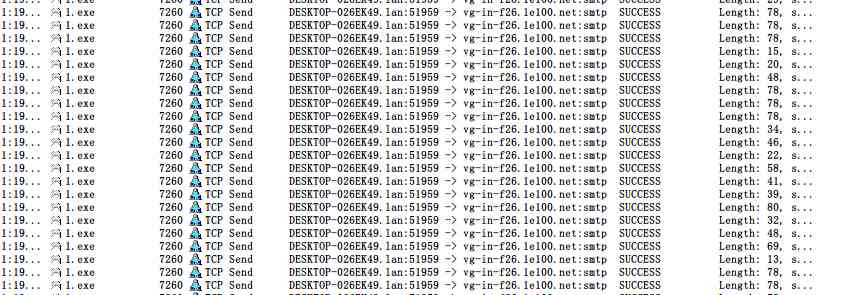 1:19... 1.exe 7260 TCP Send DESKTOP-026EK49.lan:51959 -> vg-in-f26.1e100.net:smtp SUCCESS Length: 78, s...
1:19... 1.exe 7260 TCP Send DESKTOP-026EK49.lan:51959 -> vg-in-f26.1e100.net:smtp SUCCESS Length: 78, s...
1:19... 1.exe 7260 TCP Send DESKTOP-026EK49.lan:51959 -> vg-in-f26.1e100.net:smtp SUCCESS Length: 78, s...
1:19... 1.exe 7260 TCP Send DESKTOP-026EK49.lan:51959 -> vg-in-f26.1e100.net:smtp SUCCESS Length: 15, s...
1:19... 1.exe 7260 TCP Send DESKTOP-026EK49.lan:51959 -> vg-in-f26.1e100.net:smtp SUCCESS Length: 20, s...
1:19... 1.exe 7260 TCP Send DESKTOP-026EK49.lan:51959 -> vg-in-f26.1e100.net:smtp SUCCESS Length: 48, s...
1:19... 1.exe 7260 TCP Send DESKTOP-026EK49.lan:51959 -> vg-in-f26.1e100.net:smtp SUCCESS Length: 78, s...
1:19... 1.exe 7260 TCP Send DESKTOP-026EK49.lan:51959 -> vg-in-f26.1e100.net:smtp SUCCESS Length: 78, s...
1:19... 1.exe 7260 TCP Send DESKTOP-026EK49.lan:51959 -> vg-in-f26.1e100.net:smtp SUCCESS Length: 78, s...
1:19... 1.exe 7260 TCP Send DESKTOP-026EK49.lan:51959 -> vg-in-f26.1e100.net:smtp SUCCESS Length: 34, s...
1:19... 1.exe 7260 TCP Send DESKTOP-026EK49.lan:51959 -> vg-in-f26.1e100.net:smtp SUCCESS Length: 46, s...
1:19... 1.exe 7260 TCP Send DESKTOP-026EK49.lan:51959 -> vg-in-f26.1e100.net:smtp SUCCESS Length: 22, s...
1:19... 1.exe 7260 TCP Send DESKTOP-026EK49.lan:51959 -> vg-in-f26.1e100.net:smtp SUCCESS Length: 58, s...
1:19... 1.exe 7260 TCP Send DESKTOP-026EK49.lan:51959 -> vg-in-f26.1e100.net:smtp SUCCESS Length: 41, s...
1:19... 1.exe 7260 TCP Send DESKTOP-026EK49.lan:51959 -> vg-in-f26.1e100.net:smtp SUCCESS Length: 39, s...
1:19... 1.exe 7260 TCP Send DESKTOP-026EK49.lan:51959 -> vg-in-f26.1e100.net:smtp SUCCESS Length: 80, s...
1:19... 1.exe 7260 TCP Send DESKTOP-026EK49.lan:51959 -> vg-in-f26.1e100.net:smtp SUCCESS Length: 32, s...
1:19... 1.exe 7260 TCP Send DESKTOP-026EK49.lan:51959 -> vg-in-f26.1e100.net:smtp SUCCESS Length: 48, s...
1:19... 1.exe 7260 TCP Send DESKTOP-026EK49.lan:51959 -> vg-in-f26.1e100.net:smtp SUCCESS Length: 69, s...
1:19... 1.exe 7260 TCP Send DESKTOP-026EK49.lan:51959 -> vg-in-f26.1e100.net:smtp SUCCESS Length: 13, s...
1:19... 1.exe 7260 TCP Send DESKTOP-026EK49.lan:51959 -> vg-in-f26.1e100.net:smtp SUCCESS Length: 78, s...
1:19... 1.exe 7260 TCP Send DESKTOP-026EK49.lan:51959 -> vg-in-f26.1e100.net:smtp SUCCESS Length: 78, s...